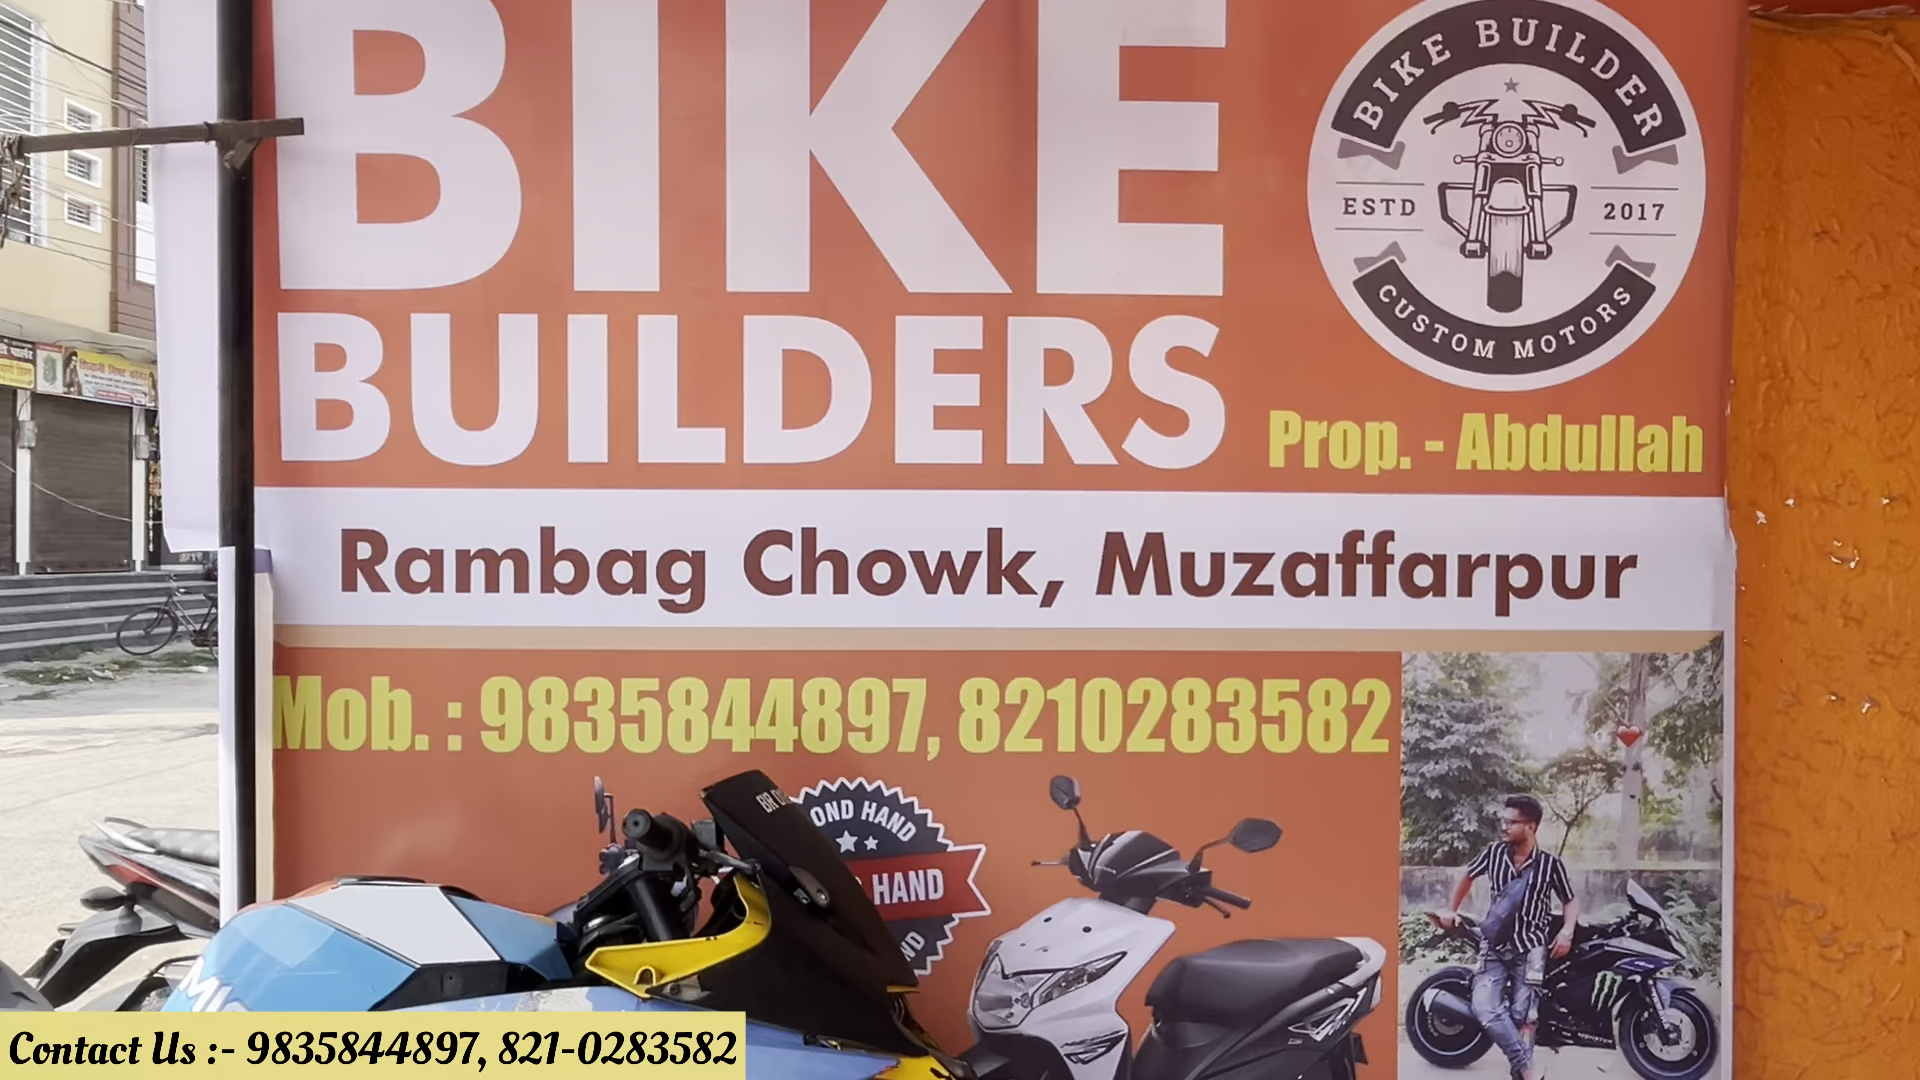 BIKE
BUILDERS
BIKE BUILDER
ESTD 2017
CUSTOM MOTORS
Prop. - Abdullah
Rambag Chowk, Muzaffarpur
Mob. : 9835844897, 8210283582
OND HAND
HAND
BR
Contact Us :- 9835844897, 821-0283582